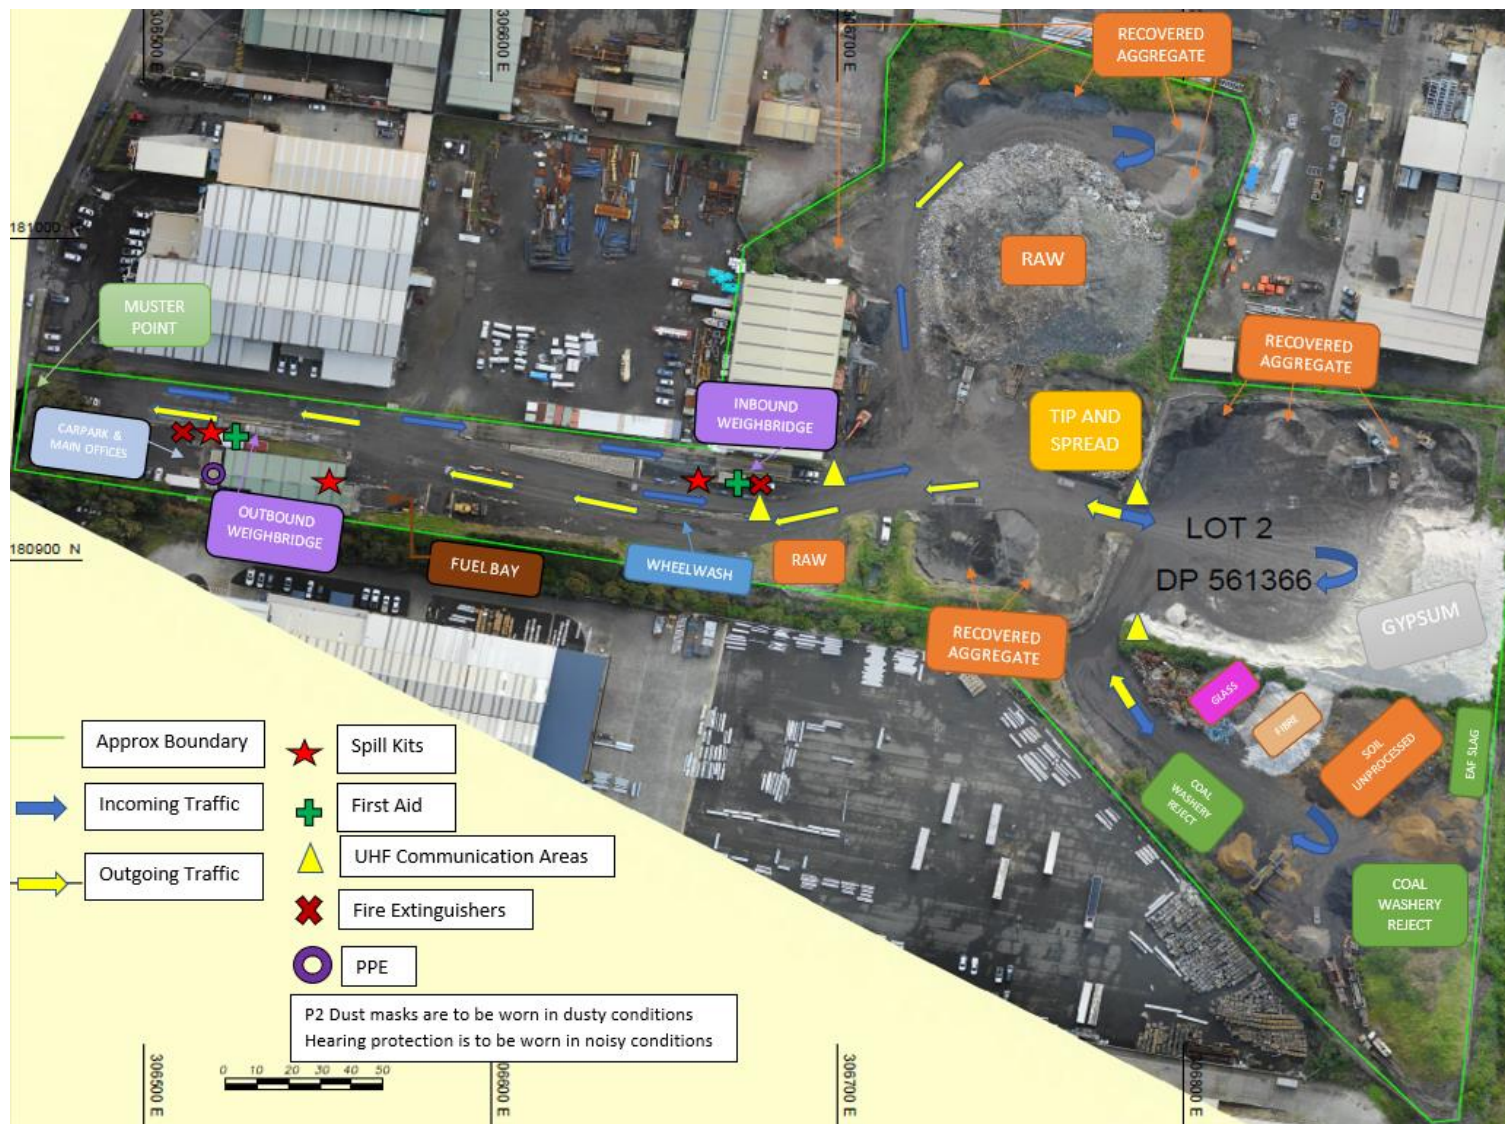 306500 E
306600 E
306700 E
RECOVERED
AGGREGATE
181000
RAW
MUSTER
POINT
RECOVERED
AGGREGATE
INBOUND
WEIGHBRIDGE
TIP AND
SPREAD
CARPARK &
MAIN OFFICES
OUTBOUND
WEIGHBRIDGE
LOT 2
DP 561366
180900 N
FUEL BAY
WHEELWASH
RAW
GYPSUM
RECOVERED
AGGREGATE
GLASS
FIBRE
SOIL
UNPROCESSED
EAF SLAG
COAL
WASHERY
REJECT
COAL
WASHERY
REJECT
Approx Boundary
Incoming Traffic
Outgoing Traffic
Spill Kits
First Aid
UHF Communication Areas
Fire Extinguishers
PPE
P2 Dust masks are to be worn in dusty conditions
Hearing protection is to be worn in noisy conditions
0 10 20 30 40 50
306500 E
306600 E
306700 E
306800 E